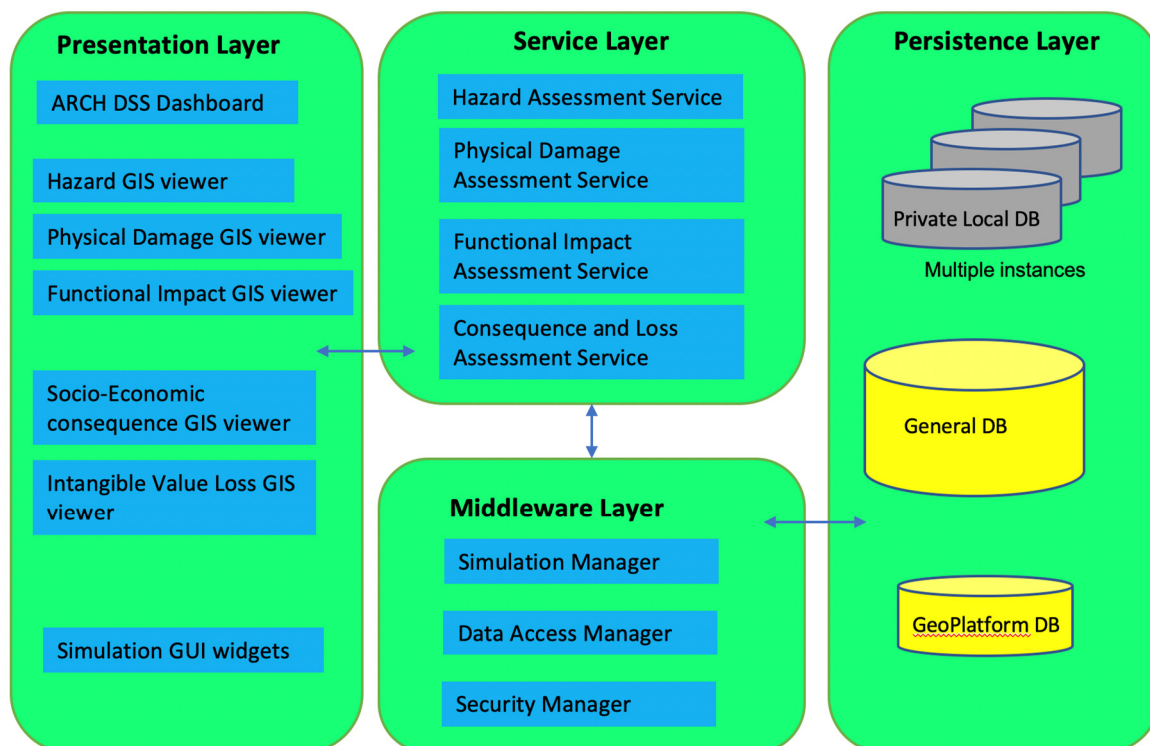 Presentation Layer
ARCH DSS Dashboard
Hazard GIS viewer
Physical Damage GIS viewer
Functional Impact GIS viewer
Socio-Economic
consequence GIS viewer
Intangible Value Loss GIS
viewer
Simulation GUI widgets
Service Layer
Hazard Assessment Service
Physical Damage
Assessment Service
Functional Impact
Assessment Service
Consequence and Loss
Assessment Service
Middleware Layer
Simulation Manager
Data Access Manager
Security Manager
Persistence Layer
Private Local DB
Multiple instances
General DB
GeoPlatform DB